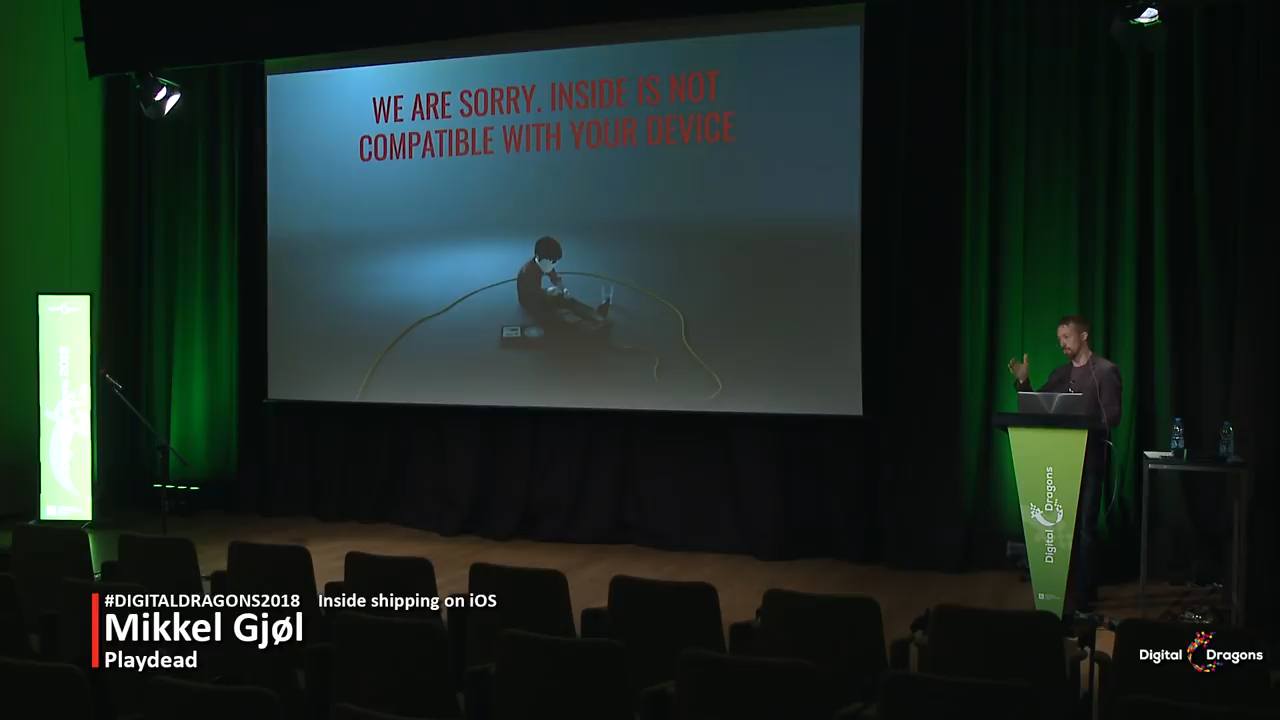 WE ARE SORRY. INSIDE IS NOT
COMPATIBLE WITH YOUR DEVICE
Digital Dragons
#DIGITALDRAGONS2018 Inside shipping on iOS
Mikkel Gjøl
Playdead
Digital Dragons